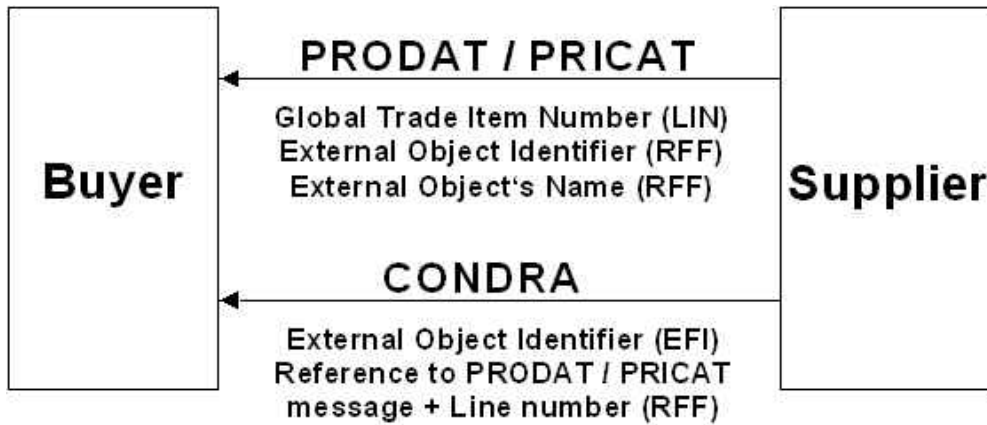 PRODAT / PRICAT
Global Trade Item Number (LIN)
External Object Identifier (RFF)
External Object‘s Name (RFF)
Buyer
Supplier
CONDRA
External Object Identifier (EFI)
Reference to PRODAT / PRICAT
message + Line number (RFF)